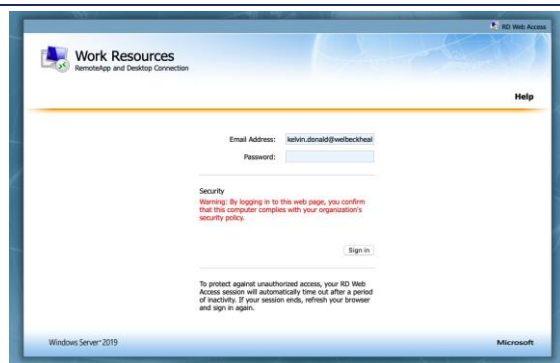 RD Web Access
Work Resources
RemoteApp and Desktop Connection
Help
Email Address: kelvin.donald@welbeckheal
Password:
Security
Warning: By logging in to this web page, you confirm
that this computer complies with your organization's
security policy.
Sign in
To protect against unauthorized access, your RD Web
Access session will automatically time out after a period
of inactivity. If your session ends, refresh your browser
and sign in again.
Windows Server 2019
Microsoft